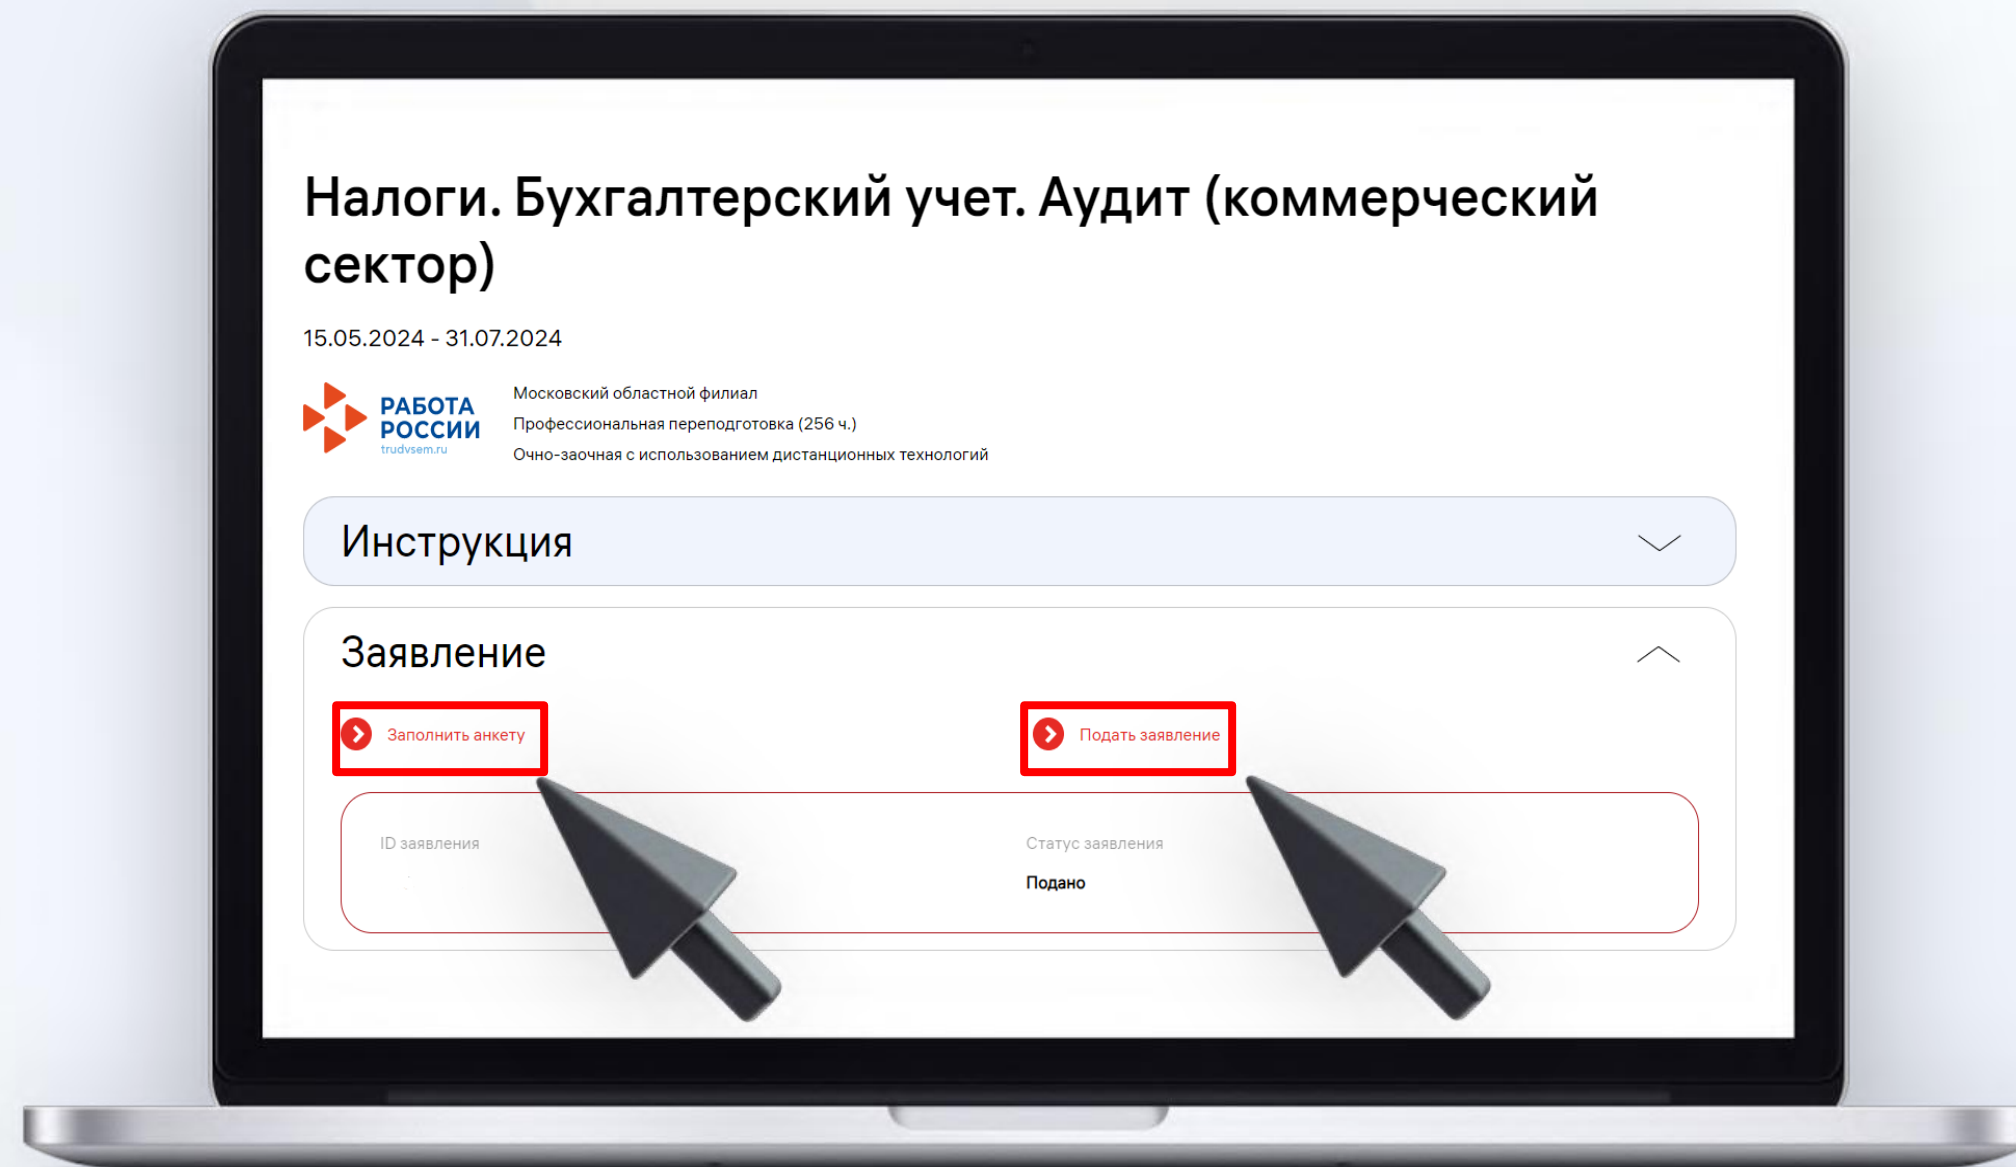 Налоги. Бухгалтерский учет. Аудит (коммерческий
сектор)
15.05.2024 - 31.07.2024
РАБОТА
РОССИИ
trudvsem.ru
Московский областной филиал
Профессиональная переподготовка (256 ч.)
Очно-заочная с использованием дистанционных технологий
Инструкция
Заявление
Заполнить анкету
Подать заявление
ID заявления
Статус заявления
Подано